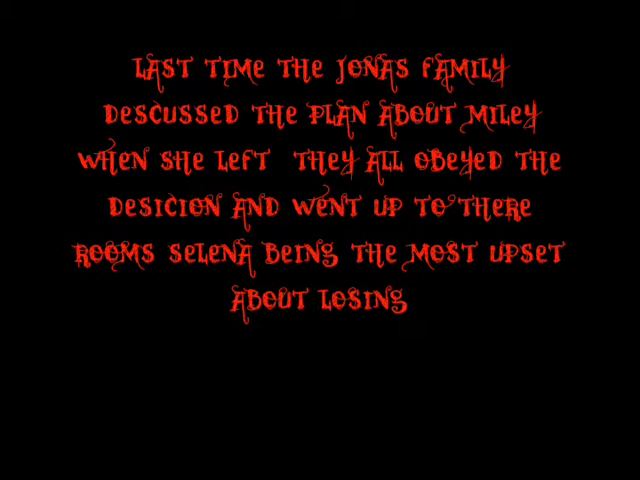 LAST TIME THE JONAS FAMILY
DESCUSSED THE PLAN ABOUT MILEY
WHEN SHE LEFT THEY ALL OBEYED THE
DESICION AND WENT UP TO THERE
ROOMS SELENA BEING THE MOST UPSET
ABOUT LOSING